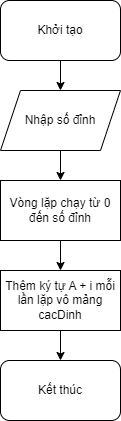 Khởi tạo
Nhập số đỉnh
Vòng lặp chạy từ 0
đến số đỉnh
Thêm ký tự A + i mỗi
lần lặp vô mảng
cacDinh
Kết thúc